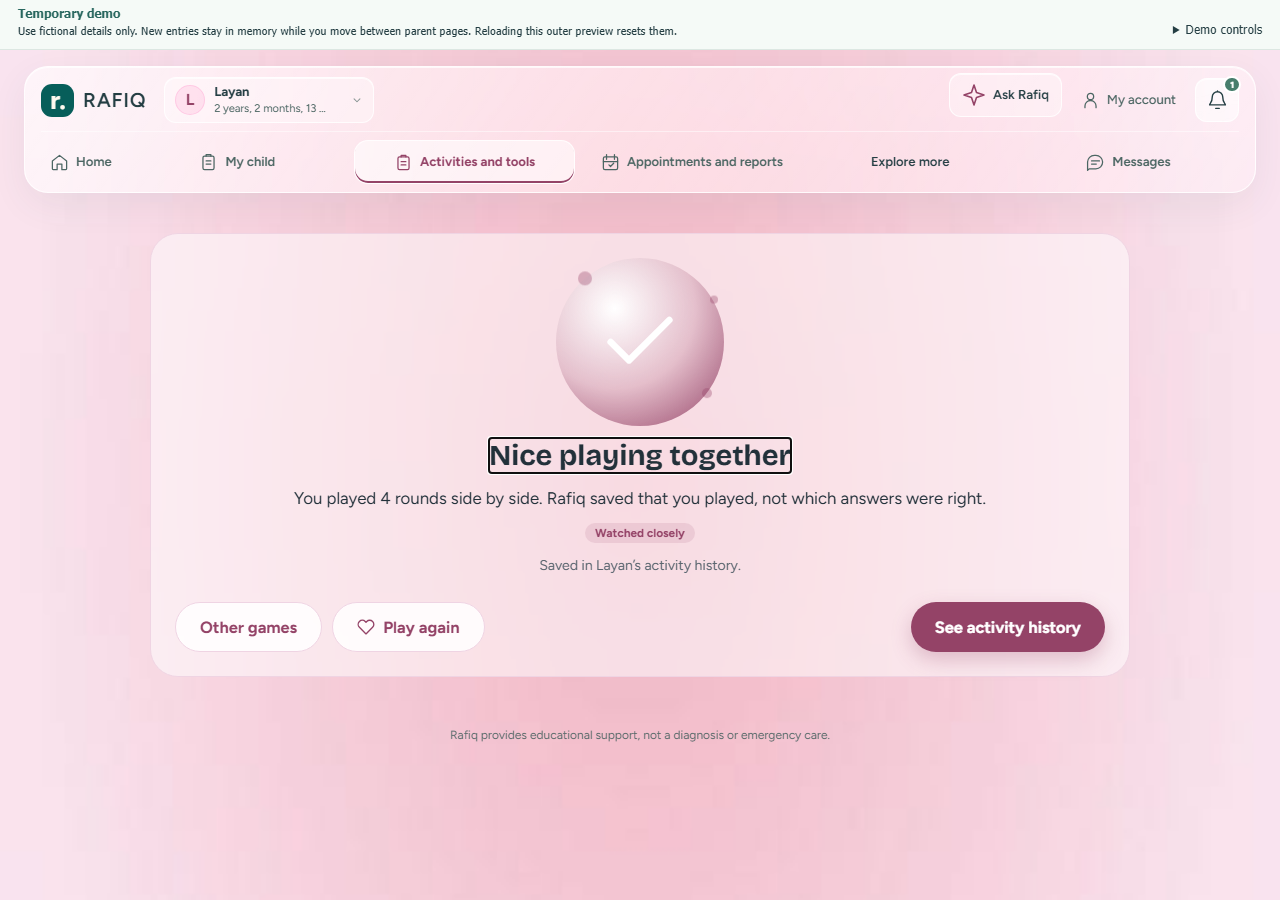 Temporary demo
Use fictional details only. New entries stay in memory while you move between parent pages. Reloading this outer preview resets them.
Demo controls
r. RAFIQ
L
Layan
2 years, 2 months, 13 ...
Ask Rafiq
My account
1
Home
My child
Activities and tools
Appointments and reports
Explore more
Messages
Nice playing together
You played 4 rounds side by side. Rafiq saved that you played, not which answers were right.
Watched closely
Saved in Layan’s activity history.
Other games
Play again
See activity history
Rafiq provides educational support, not a diagnosis or emergency care.